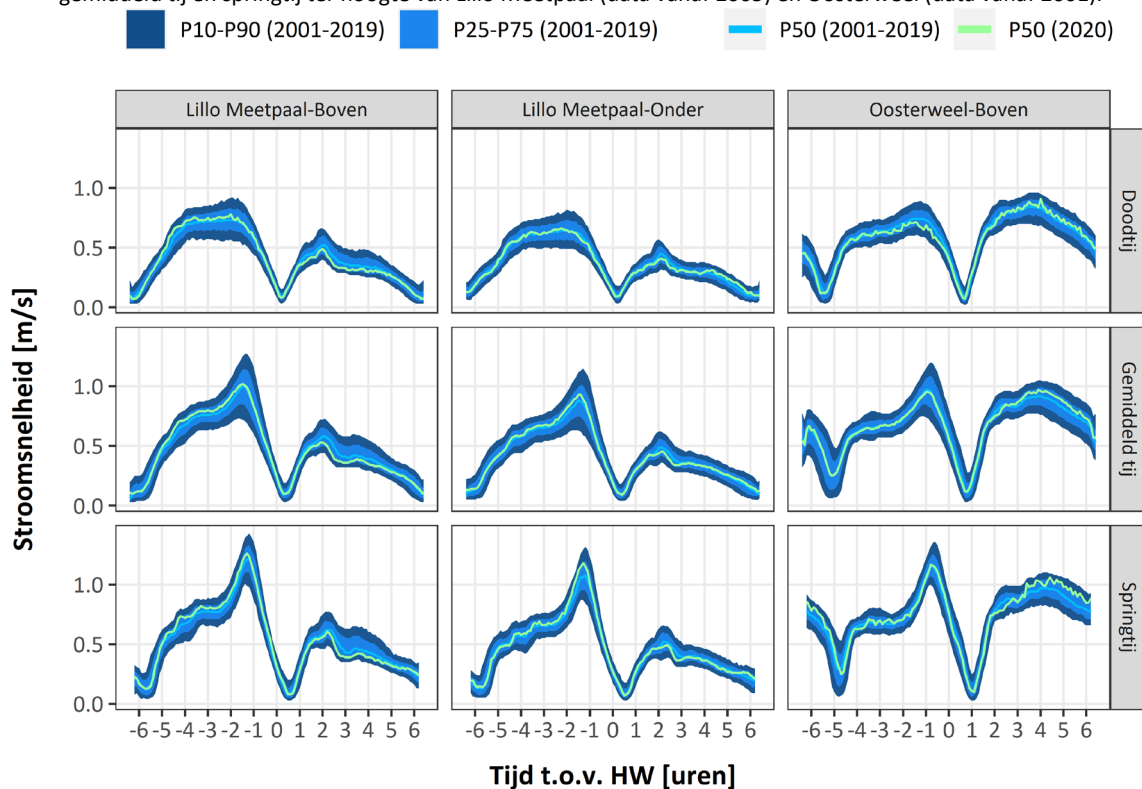 P10-P90 (2001-2019) P25-P75 (2001-2019) P50 (2001-2019) P50 (2020)
Lillo Meetpaal-Boven Lillo Meetpaal-Onder Oosterweel-Boven
Doodtij
1.0
0.5
0.0
Gemiddeld tij
1.0
0.5
0.0
Springtij
1.0
0.5
0.0
Stroomsnelheid [m/s]
-6 -5 -4 -3 -2 -1 0 1 2 3 4 5 6 -6 -5 -4 -3 -2 -1 0 1 2 3 4 5 6 -6 -5 -4 -3 -2 -1 0 1 2 3 4 5 6
Tijd t.o.v. HW [uren]